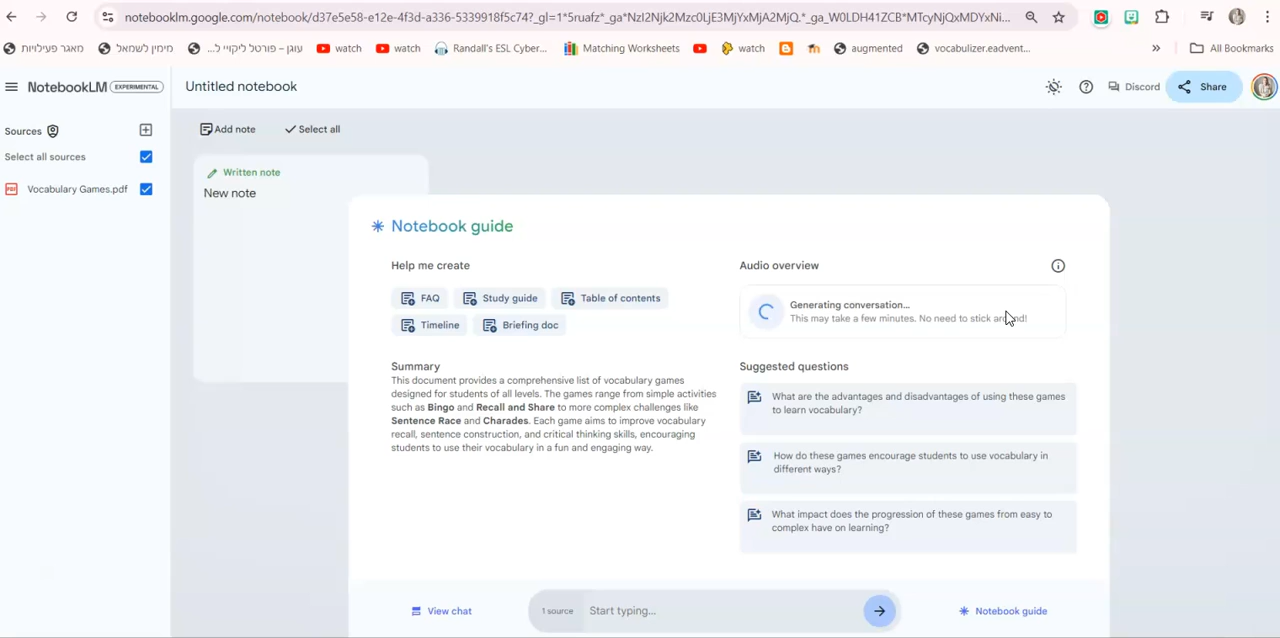 notebooklm.google.com/notebook/d37e5e58-e12e-4f3d-a336-5339918f5c74?_gl=1*5ruafz*_ga*NzI2Njk2Mzc0LjE3MjYxMjA2MjQ.*_ga_W0LDH41ZCB*MTcyNjQxMDYxNi...
מאגר פעילויות
מימין לשמאל
עוגן – פורטל ליקויי ל...
watch
watch
Randall's ESL Cyber...
Matching Worksheets
watch
augmented
vocabulizer.eadvent...
»
All Bookmarks
NotebookLM
EXPERIMENTAL
Untitled notebook
Discord
Share
Sources
Add note
Select all
Select all sources
Vocabulary Games.pdf
Written note
New note
Notebook guide
Help me create
FAQ
Study guide
Table of contents
Timeline
Briefing doc
Summary
This document provides a comprehensive list of vocabulary games
designed for students of all levels. The games range from simple activities
such as Bingo and Recall and Share to more complex challenges like
Sentence Race and Charades. Each game aims to improve vocabulary
recall, sentence construction, and critical thinking skills, encouraging
students to use their vocabulary in a fun and engaging way.
Audio overview
Generating conversation...
This may take a few minutes. No need to stick around!
Suggested questions
What are the advantages and disadvantages of using these games
to learn vocabulary?
How do these games encourage students to use vocabulary in
different ways?
What impact does the progression of these games from easy to
complex have on learning?
View chat
1 source
Start typing...
Notebook guide